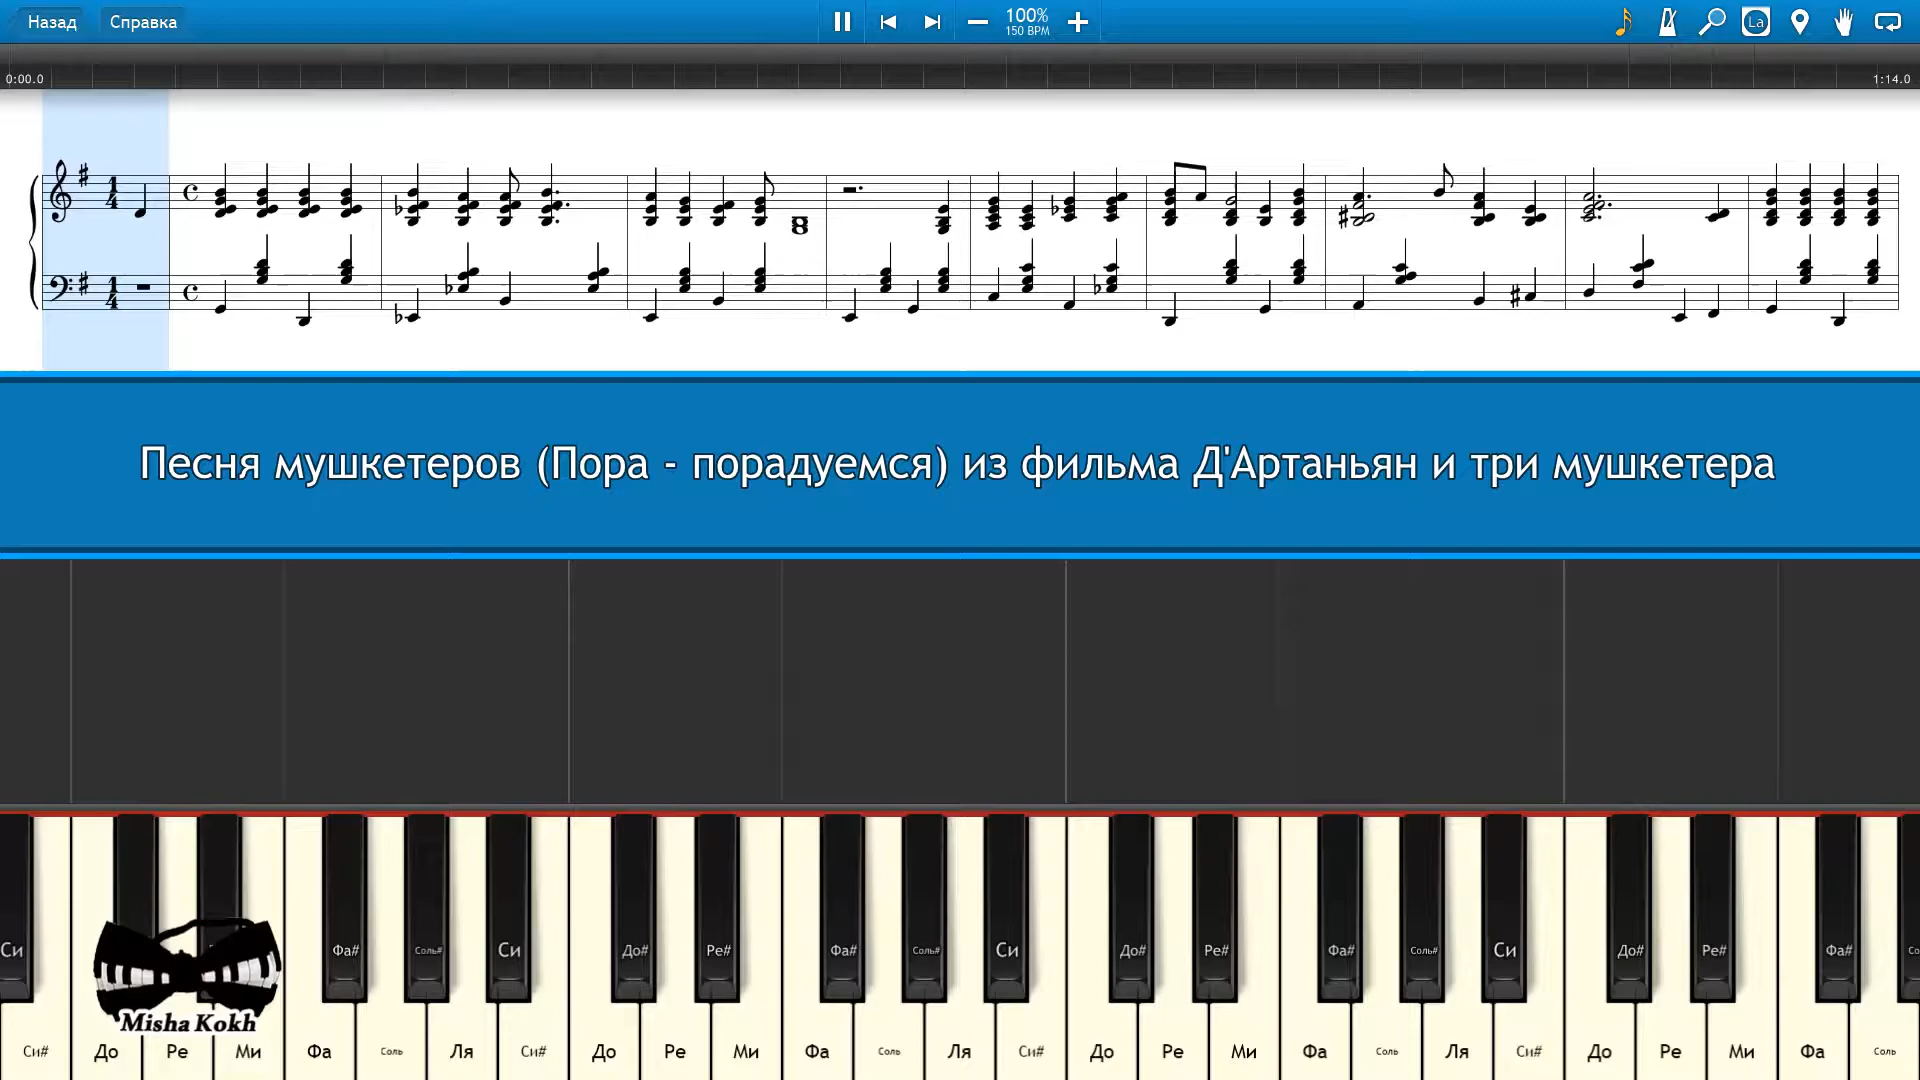 Назад Справка 100%
150 BPM La
0:00.0 1:14.0
Песня мушкетеров (Пора - порадуемся) из фильма Д'Артаньян и три мушкетера
Си Фа# Соль# Си До# Ре# Фа# Соль# Си До# Ре# Фа# Соль# Си До# Ре# Фа# Со
Misha Kokh
Си# До Ре Ми Фа Соль Ля Си# До Ре Ми Фа Соль Ля Си# До Ре Ми Фа Соль Ля Си# До Ре Ми Фа Соль